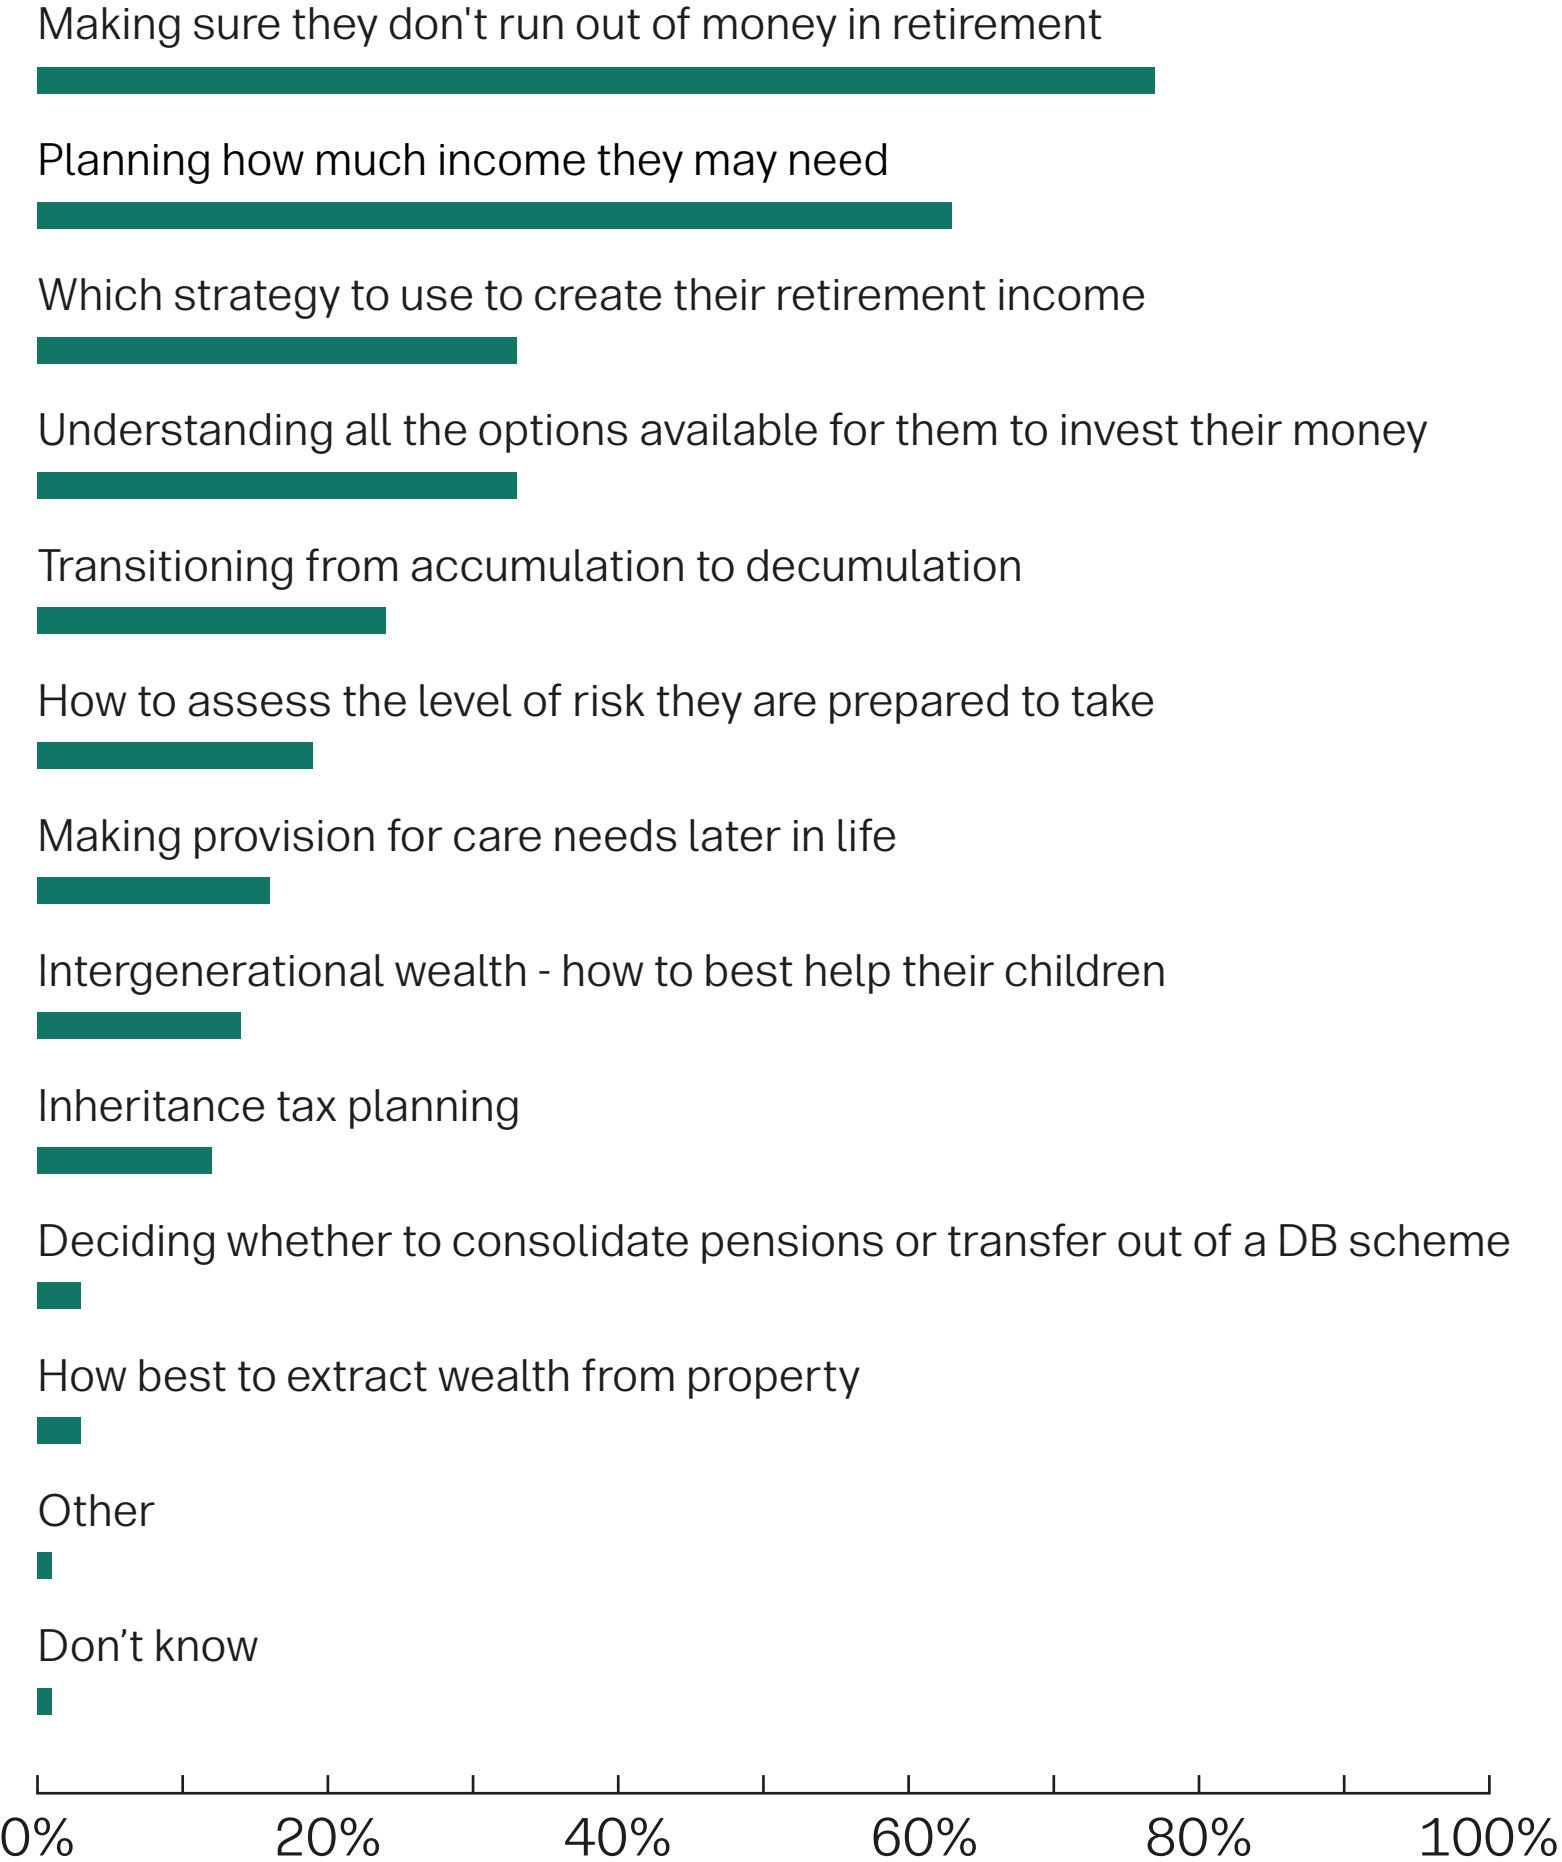 Making sure they don't run out of money in retirement
Planning how much income they may need
Which strategy to use to create their retirement income
Understanding all the options available for them to invest their money
Transitioning from accumulation to decumulation
How to assess the level of risk they are prepared to take
Making provision for care needs later in life
Intergenerational wealth - how to best help their children
Inheritance tax planning
Deciding whether to consolidate pensions or transfer out of a DB scheme
How best to extract wealth from property
Other
Don’t know
0% 20% 40% 60% 80% 100%